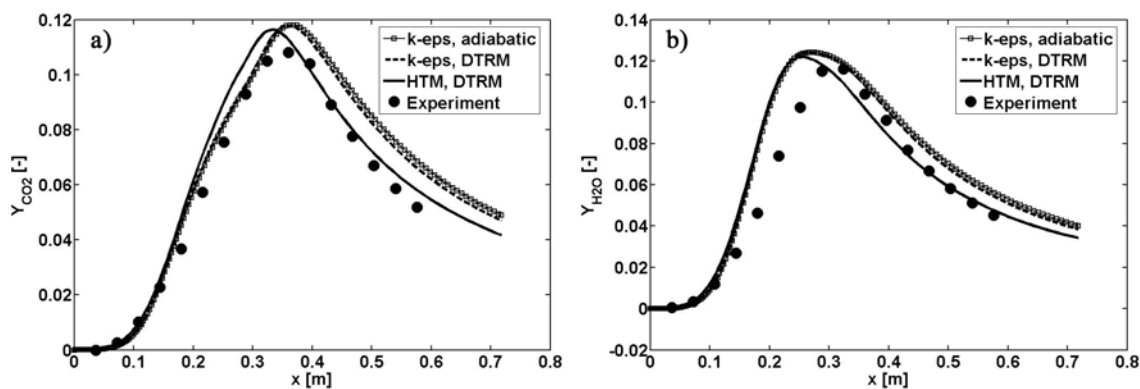 a)
k-eps, adiabatic
k-eps, DTRM
HTM, DTRM
Experiment
0.12
0.1
0.08
0.06
0.04
0.02
0
Y_CO2 [-]
0 0.1 0.2 0.3 0.4 0.5 0.6 0.7 0.8
x [m]
b)
k-eps, adiabatic
k-eps, DTRM
HTM, DTRM
Experiment
0.14
0.12
0.1
0.08
0.06
0.04
0.02
0
-0.02
Y_H2O [-]
0 0.1 0.2 0.3 0.4 0.5 0.6 0.7 0.8
x [m]